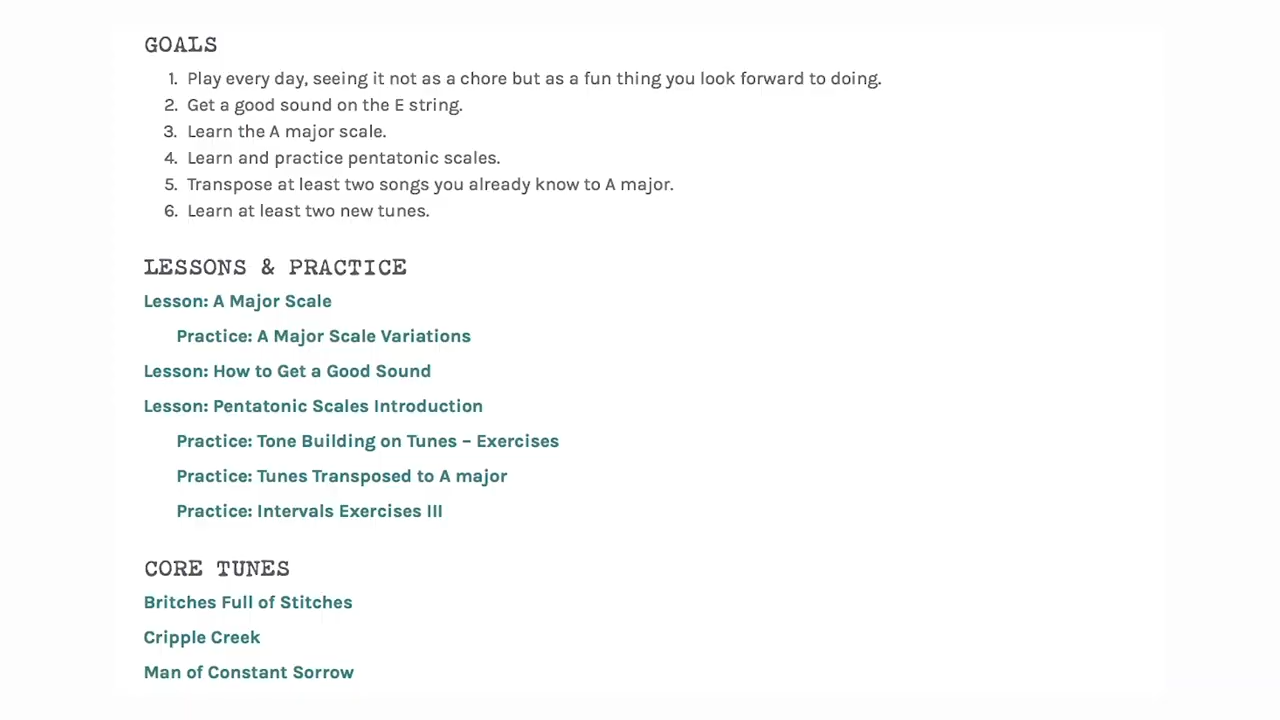 GOALS
1. Play every day, seeing it not as a chore but as a fun thing you look forward to doing.
2. Get a good sound on the E string.
3. Learn the A major scale.
4. Learn and practice pentatonic scales.
5. Transpose at least two songs you already know to A major.
6. Learn at least two new tunes.
LESSONS & PRACTICE
Lesson: A Major Scale
Practice: A Major Scale Variations
Lesson: How to Get a Good Sound
Lesson: Pentatonic Scales Introduction
Practice: Tone Building on Tunes – Exercises
Practice: Tunes Transposed to A major
Practice: Intervals Exercises III
CORE TUNES
Britches Full of Stitches
Cripple Creek
Man of Constant Sorrow